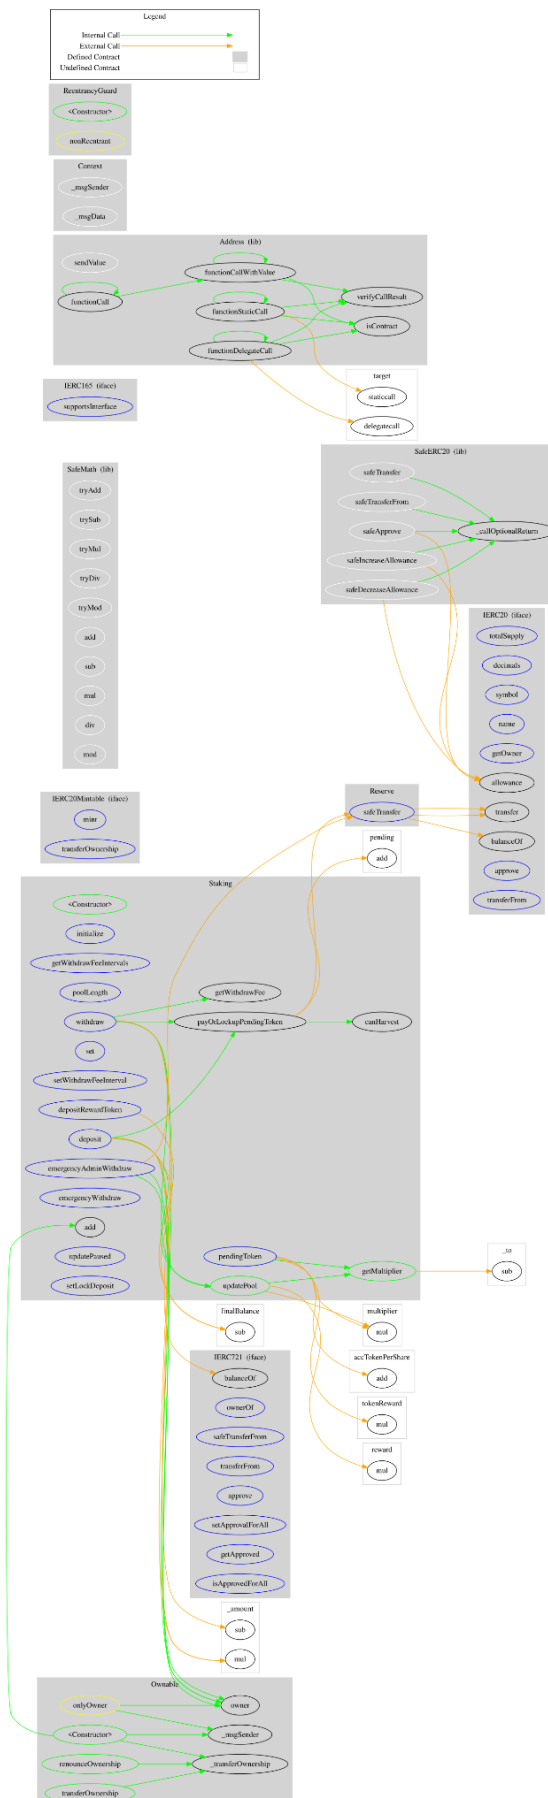 Legend
Internal Call
External Call
Defined Contract
Undefined Contract
ReentrancyGuard
<Constructor>
nonReentrant
Context
_msgSender
_msgData
Address (lib)
sendValue
functionCallWithValue
functionCall
verifyCallResult
functionStaticCall
isContract
functionDelegateCall
target
staticcall
delegatecall
IERC165 (iface)
supportsInterface
SafeERC20 (lib)
safeTransfer
safeTransferFrom
safeApprove
_callOptionalReturn
safeIncreaseAllowance
safeDecreaseAllowance
SafeMath (lib)
tryAdd
trySub
tryMul
tryDiv
tryMod
add
sub
mul
div
mod
IERC20 (iface)
totalSupply
decimals
symbol
name
getOwner
allowance
transfer
balanceOf
approve
transferFrom
IERC20Mintable (iface)
mint
transferOwnership
Reserve
safeTransfer
pending
add
Staking
<Constructor>
initialize
getWithdrawFeeIntervals
poolLength
getWithdrawFee
withdraw
payOrLockupPendingToken
canHarvest
set
setWithdrawFeeInterval
depositRewardToken
deposit
emergencyAdminWithdraw
emergencyWithdraw
add
updatePaused
pendingToken
getMultiplier
setLockDeposit
updatePool
_to
sub
finalBalance
sub
multiplier
mul
accTokenPerShare
add
tokenReward
mul
reward
mul
IERC721 (iface)
balanceOf
ownerOf
safeTransferFrom
transferFrom
approve
setApprovalForAll
getApproved
isApprovedForAll
_amount
sub
mul
Ownable
onlyOwner
owner
<Constructor>
_msgSender
renounceOwnership
_transferOwnership
transferOwnership